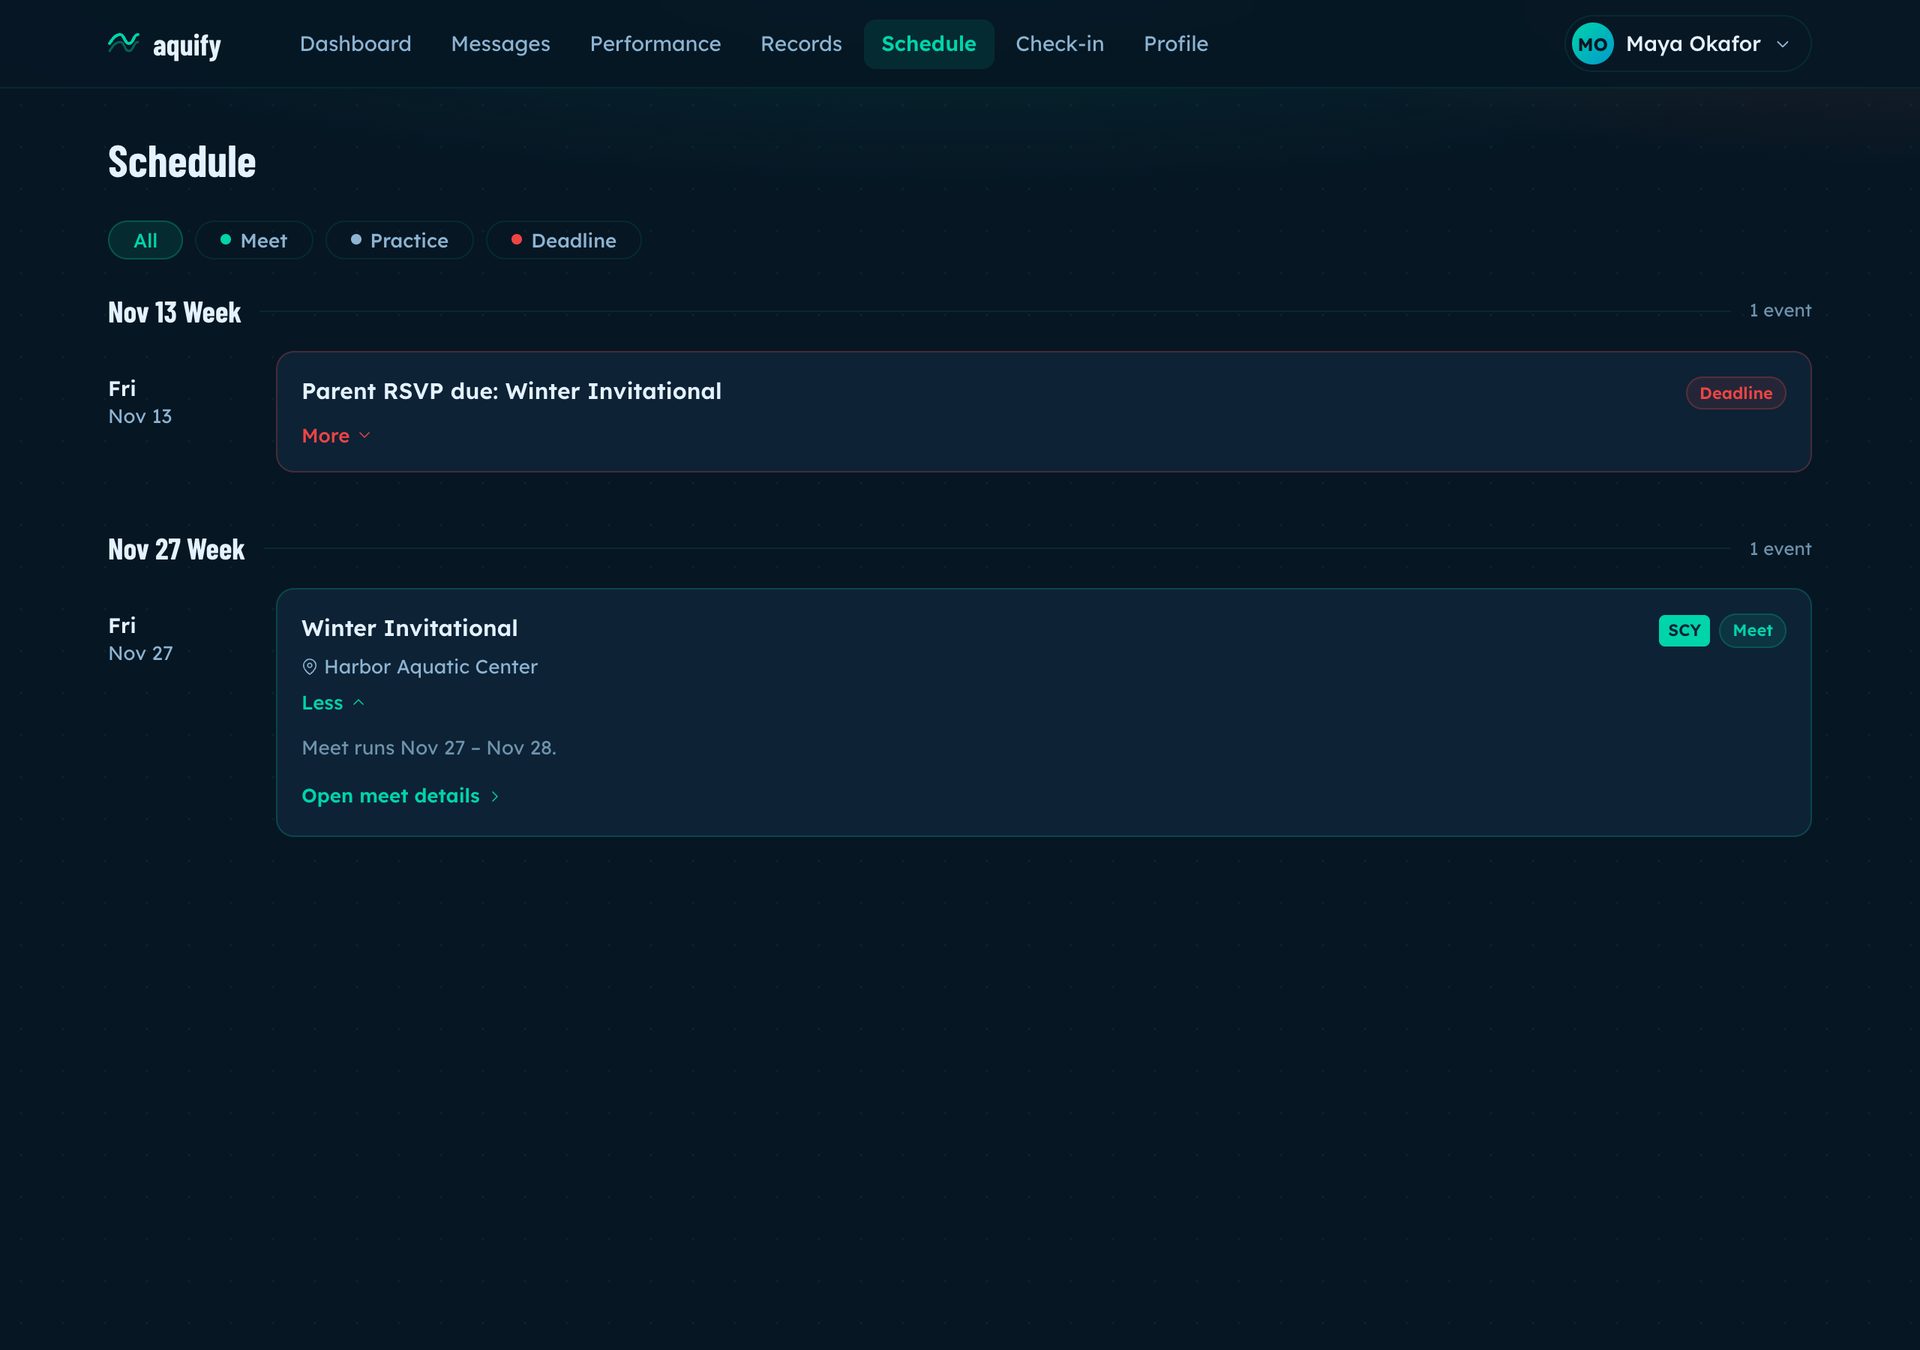 aquify
Dashboard
Messages
Performance
Records
Schedule
Check-in
Profile
MO
Maya Okafor
Schedule
All
Meet
Practice
Deadline
Nov 13 Week
1 event
Fri
Nov 13
Parent RSVP due: Winter Invitational
Deadline
More
Nov 27 Week
1 event
Fri
Nov 27
Winter Invitational
SCY
Meet
Harbor Aquatic Center
Less
Meet runs Nov 27 – Nov 28.
Open meet details